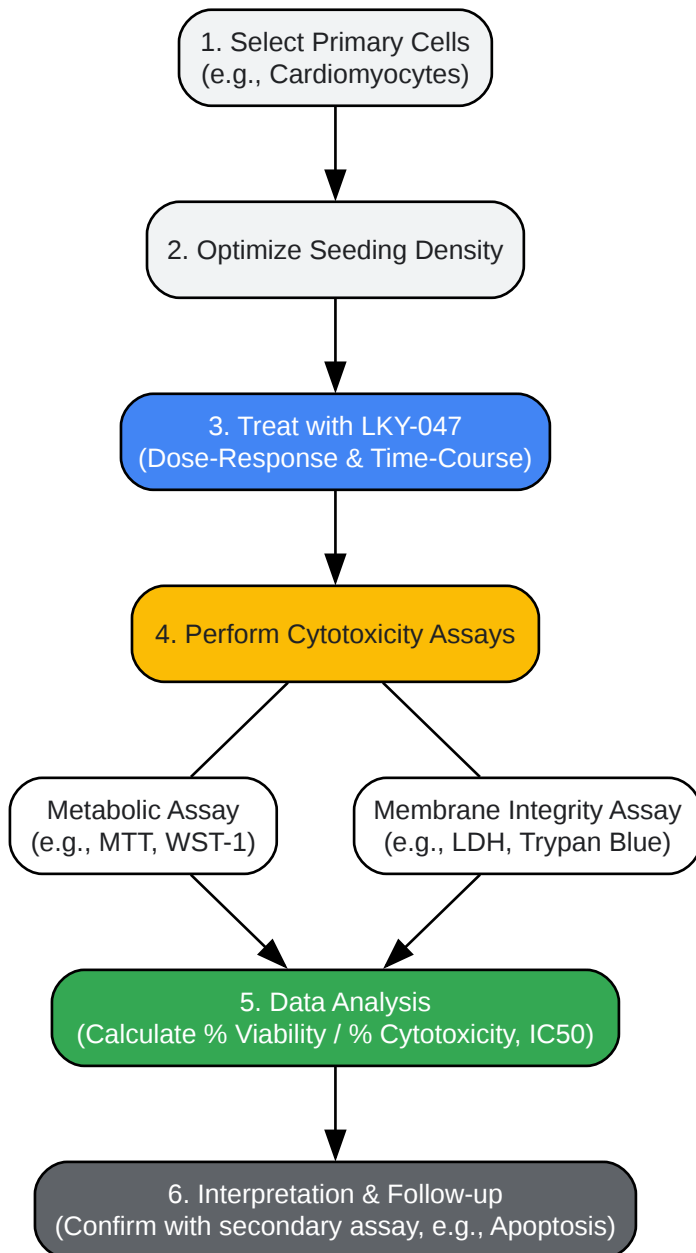 1. Select Primary Cells
(e.g., Cardiomyocytes)
2. Optimize Seeding Density
3. Treat with LKY-047
(Dose-Response & Time-Course)
4. Perform Cytotoxicity Assays
Metabolic Assay
(e.g., MTT, WST-1)
Membrane Integrity Assay
(e.g., LDH, Trypan Blue)
5. Data Analysis
(Calculate % Viability / % Cytotoxicity, IC50)
6. Interpretation & Follow-up
(Confirm with secondary assay, e.g., Apoptosis)